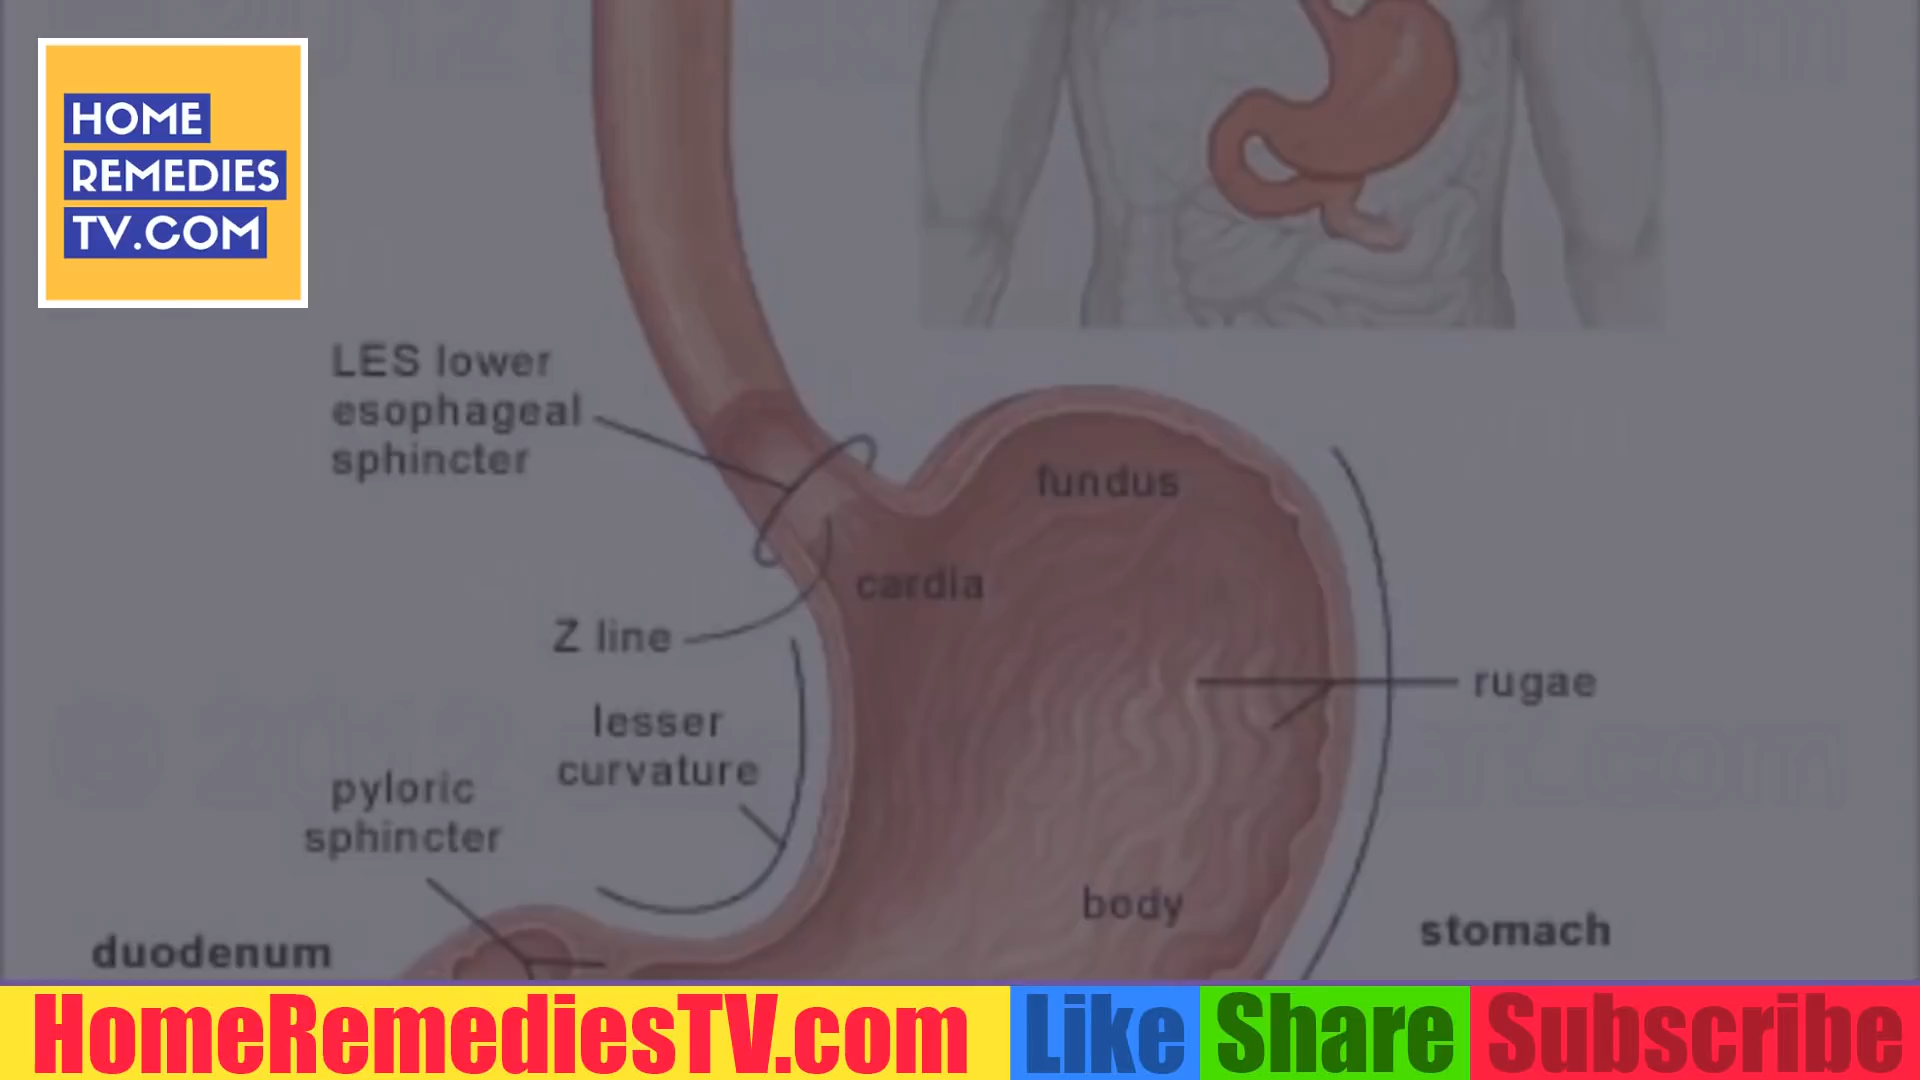 HOME
REMEDIES
TV.COM
LES lower
esophageal
sphincter
fundus
cardia
Z line
rugae
lesser
curvature
pyloric
sphincter
body
stomach
duodenum
HomeRemediesTV.com Like Share Subscribe